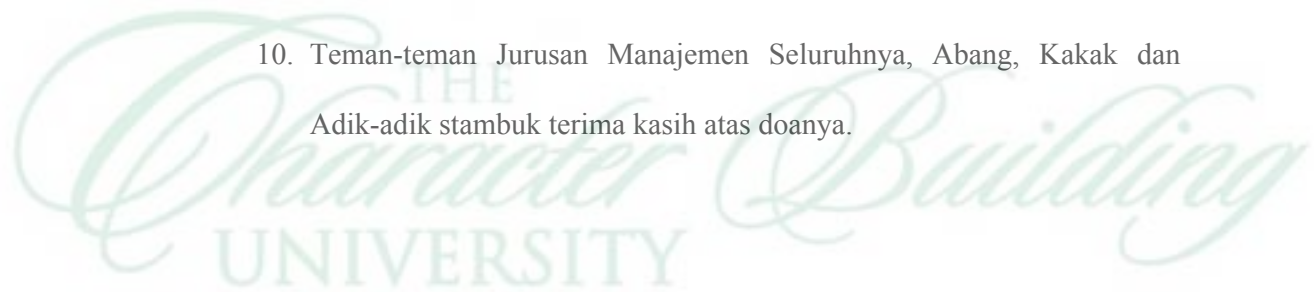 10. Teman-teman Jurusan Manajemen Seluruhnya, Abang, Kakak dan
Adik-adik stambuk terima kasih atas doanya.
THE
Character Building
UNIVERSITY